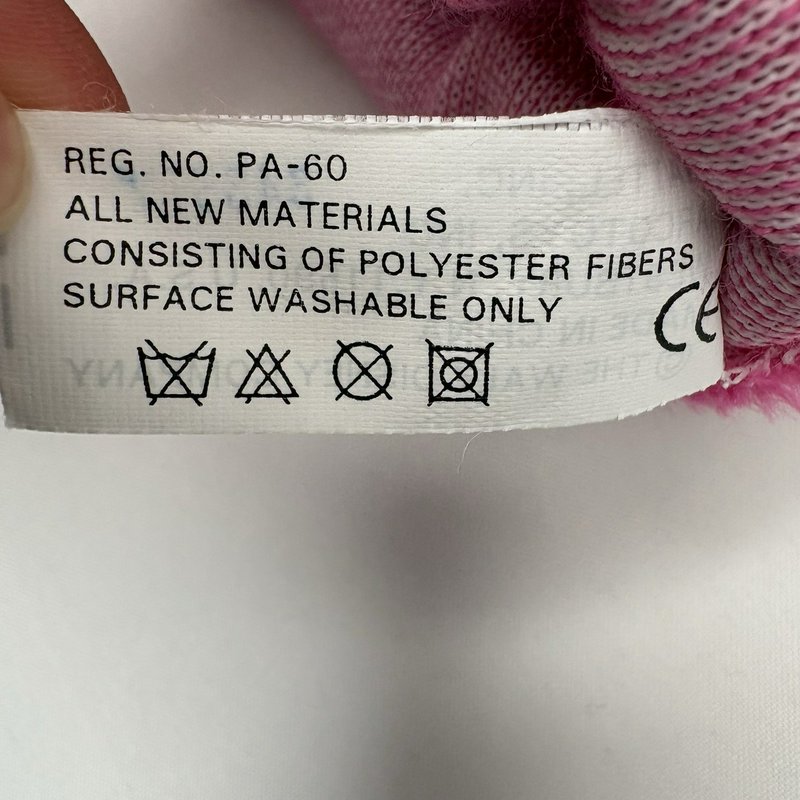 REG. NO. PA-60
ALL NEW MATERIALS
CONSISTING OF POLYESTER FIBERS
SURFACE WASHABLE ONLY
CE